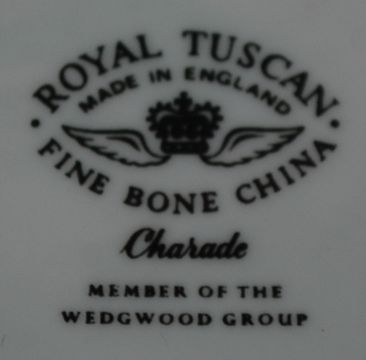 · ROYAL TUSCAN ·
MADE IN ENGLAND
FINE BONE CHINA
Charade
MEMBER OF THE
WEDGWOOD GROUP